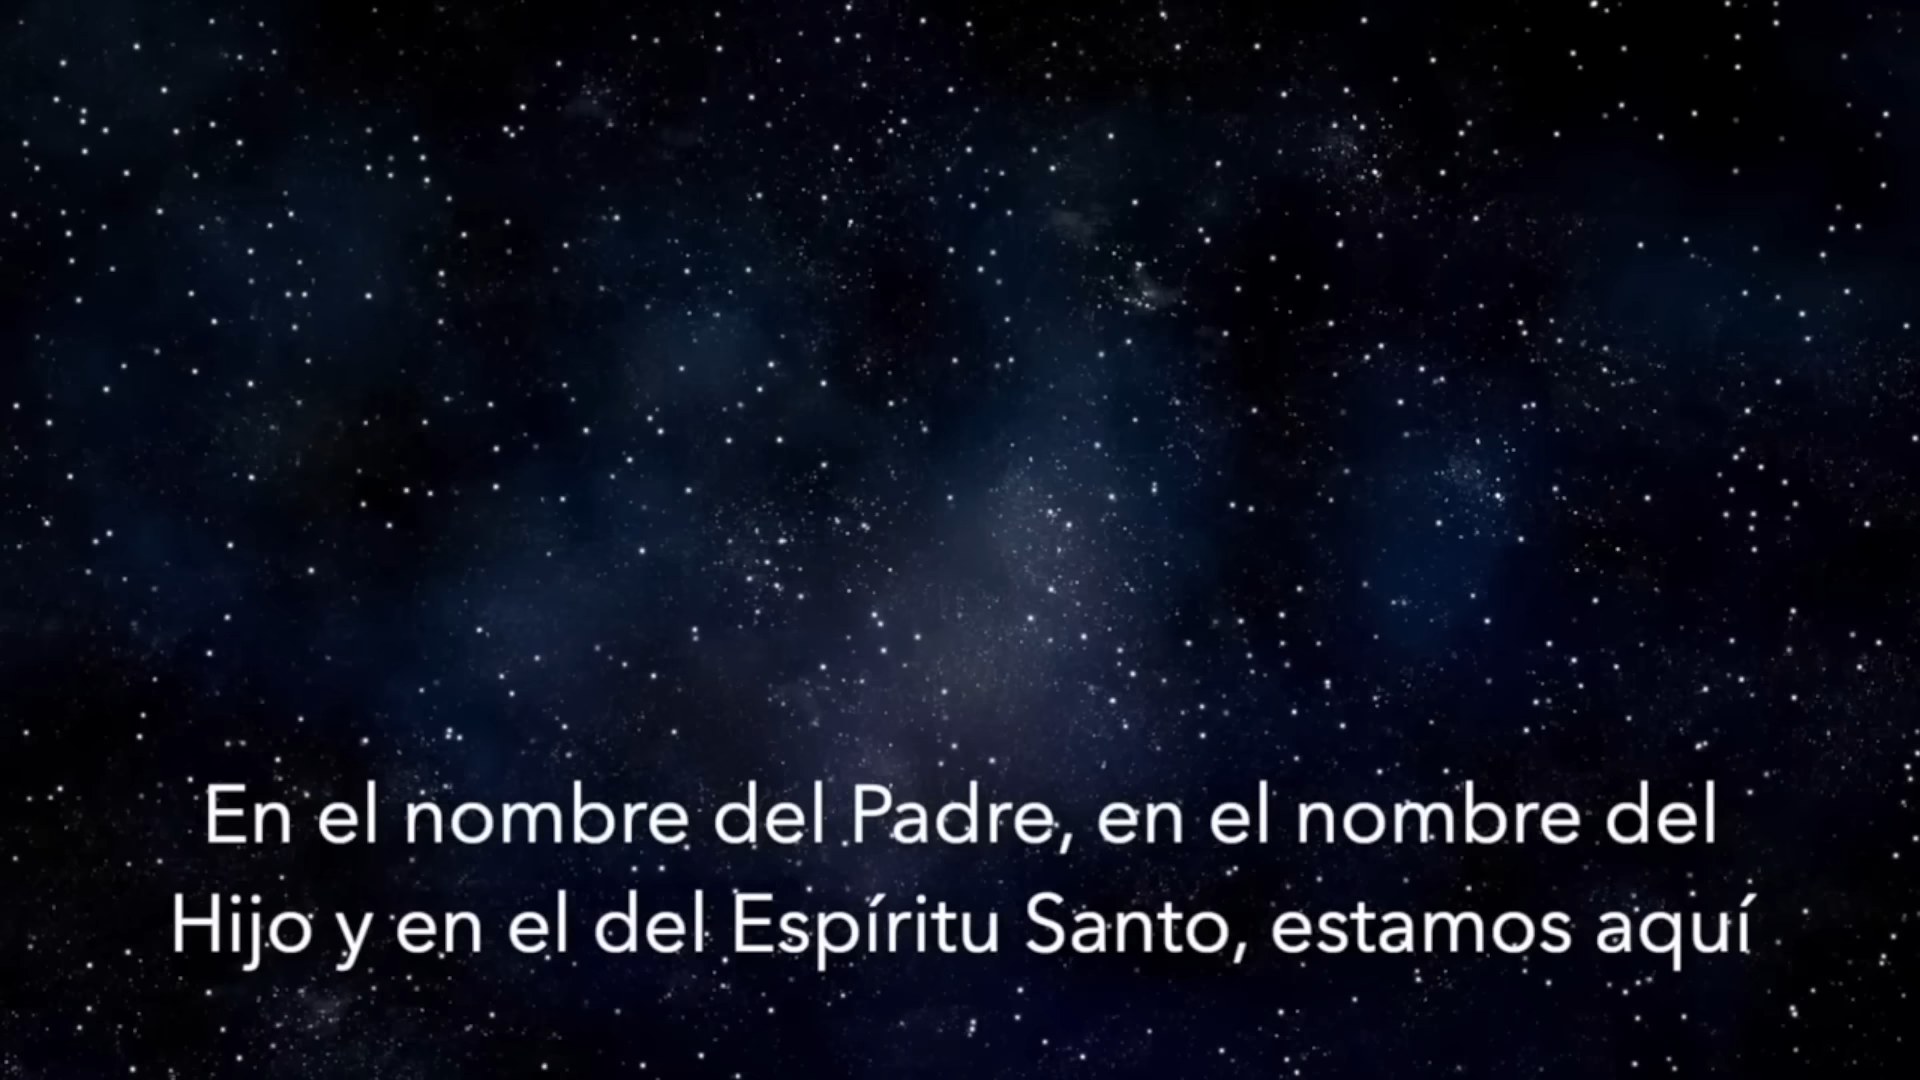 En el nombre del Padre, en el nombre del
Hijo y en el del Espíritu Santo, estamos aquí